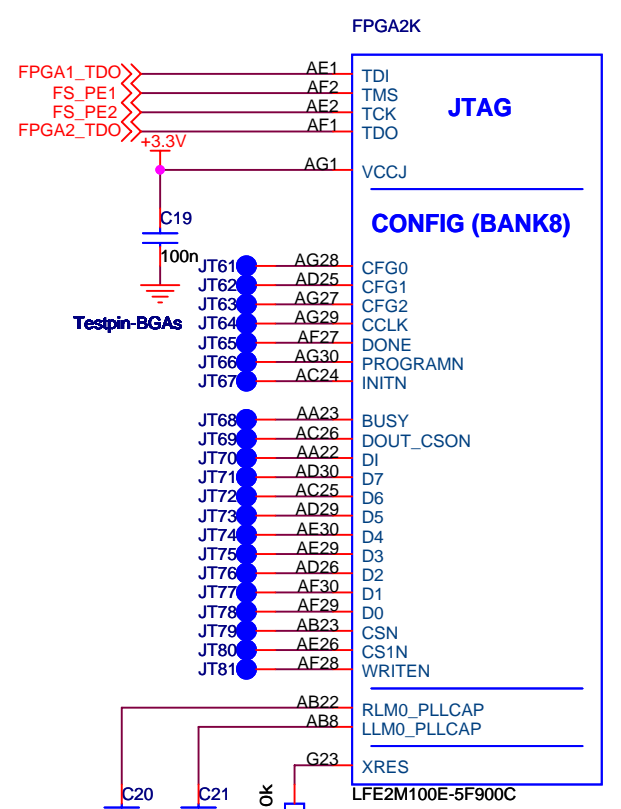 FPGA2K
FPGA1_TDO AE1 TDI
FS_PE1 AF2 TMS
FS_PE2 AE2 TCK
FPGA2_TDO AF1 TDO
JTAG
+3.3V
AG1 VCCJ
CONFIG (BANK8)
C19
100n
Testpin-BGAs
JT61 AG28 CFG0
JT62 AD25 CFG1
JT63 AG27 CFG2
JT64 AG29 CCLK
JT65 AF27 DONE
JT66 AG30 PROGRAMN
JT67 AC24 INITN
JT68 AA23 BUSY
JT69 AC26 DOUT_CSON
JT70 AA22 DI
JT71 AD30 D7
JT72 AC25 D6
JT73 AD29 D5
JT74 AE30 D4
JT75 AE29 D3
JT76 AD26 D2
JT77 AF30 D1
JT78 AF29 D0
JT79 AB23 CSN
JT80 AE26 CS1N
JT81 AF28 WRITEN
AB22 RLM0_PLLCAP
AB8 LLM0_PLLCAP
G23 XRES
C20 C21 0k LFE2M100E-5F900C